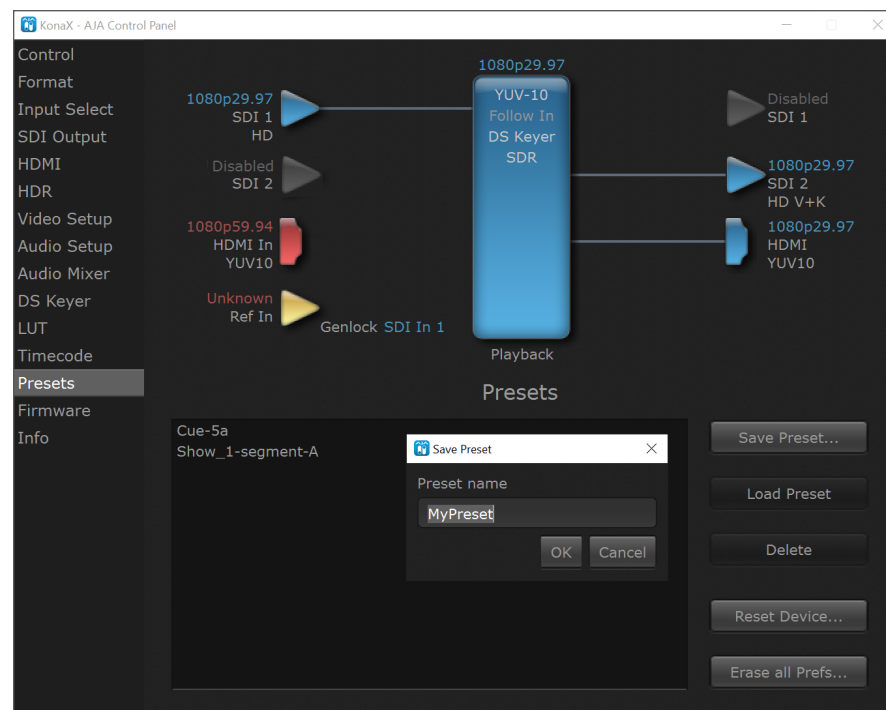 KonaX - AJA Control Panel
Control
Format
Input Select
SDI Output
HDMI
HDR
Video Setup
Audio Setup
Audio Mixer
DS Keyer
LUT
Timecode
Presets
Firmware
Info
1080p29.97
SDI 1
HD
Disabled
SDI 2
1080p59.94
HDMI In
YUV10
Unknown
Ref In
Genlock SDI In 1
1080p29.97
YUV-10
Follow In
DS Keyer
SDR
Playback
Disabled
SDI 1
1080p29.97
SDI 2
HD V+K
1080p29.97
HDMI
YUV10
Presets
Cue-5a
Show_1-segment-A
Save Preset
Preset name
MyPreset
OK
Cancel
Save Preset...
Load Preset
Delete
Reset Device...
Erase all Prefs...